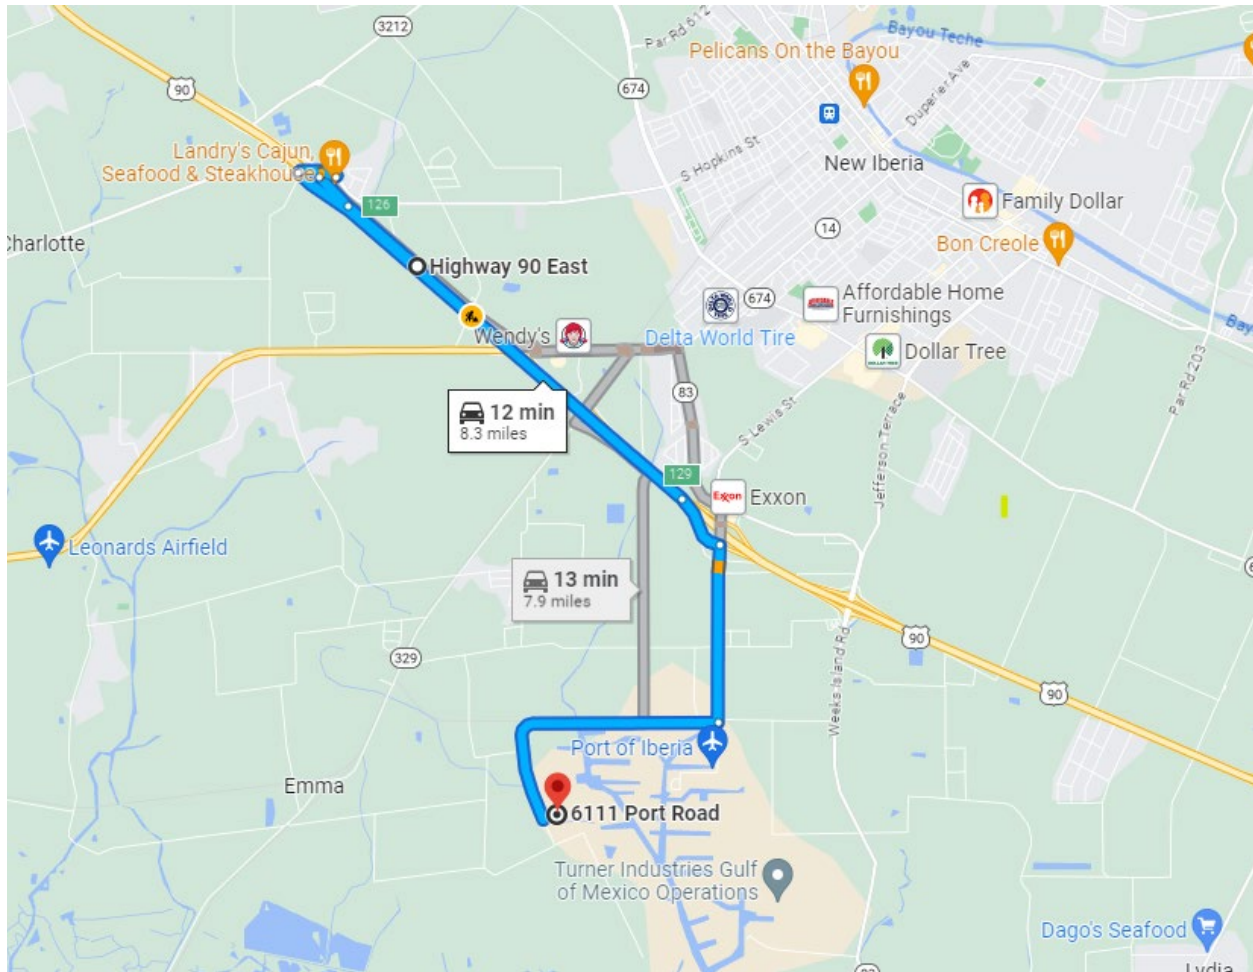 3212
Par Rd 612
Bayou Teche
Pelicans On the Bayou
90
674
Duperier Ave
Landry's Cajun,
Seafood & Steakhouse
S Hopkins St
New Iberia
126
Family Dollar
Charlotte
14
Bon Creole
Highway 90 East
674
Affordable Home
Furnishings
Wendy's
Delta World Tire
Dollar Tree
Par Rd 203
83
12 min
8.3 miles
S Lewis St
Jefferson Terrace
129
Exxon
Exxon
Leonards Airfield
13 min
7.9 miles
90
329
Weeks Island Rd
90
Port of Iberia
Emma
6111 Port Road
Turner Industries Gulf
of Mexico Operations
Dago's Seafood
Lydia